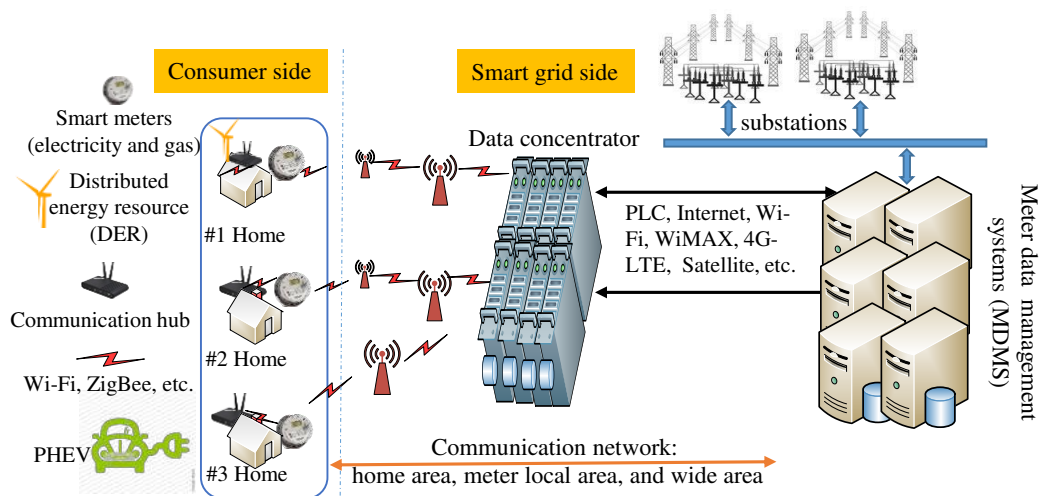 Consumer side
Smart grid side
Smart meters
(electricity and gas)
Distributed
energy resource
(DER)
Communication hub
Wi-Fi, ZigBee, etc.
PHEV
#1 Home
#2 Home
#3 Home
Data concentrator
substations
PLC, Internet, Wi-
Fi, WiMAX, 4G-
LTE, Satellite, etc.
Meter data management
systems (MDMS)
Communication network:
home area, meter local area, and wide area